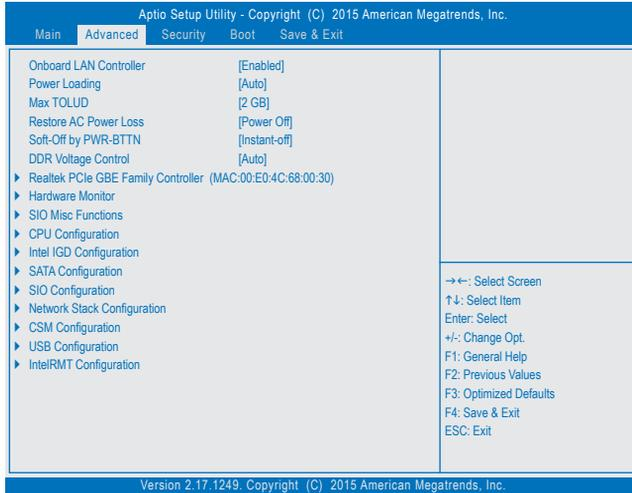 Aptio Setup Utility - Copyright (C) 2015 American Megatrends, Inc.
Main Advanced Security Boot Save & Exit
Onboard LAN Controller [Enabled]
Power Loading [Auto]
Max TOLUD [2 GB]
Restore AC Power Loss [Power Off]
Soft-Off by PWR-BTTN [Instant-off]
DDR Voltage Control [Auto]
Realtek PCIe GBE Family Controller (MAC:00:E0:4C:68:00:30)
Hardware Monitor
SIO Misc Functions
CPU Configuration
Intel IGD Configuration
SATA Configuration
SIO Configuration
Network Stack Configuration
CSM Configuration
USB Configuration
IntelRMT Configuration
→←: Select Screen
↑↓: Select Item
Enter: Select
+/-: Change Opt.
F1: General Help
F2: Previous Values
F3: Optimized Defaults
F4: Save & Exit
ESC: Exit
Version 2.17.1249. Copyright (C) 2015 American Megatrends, Inc.